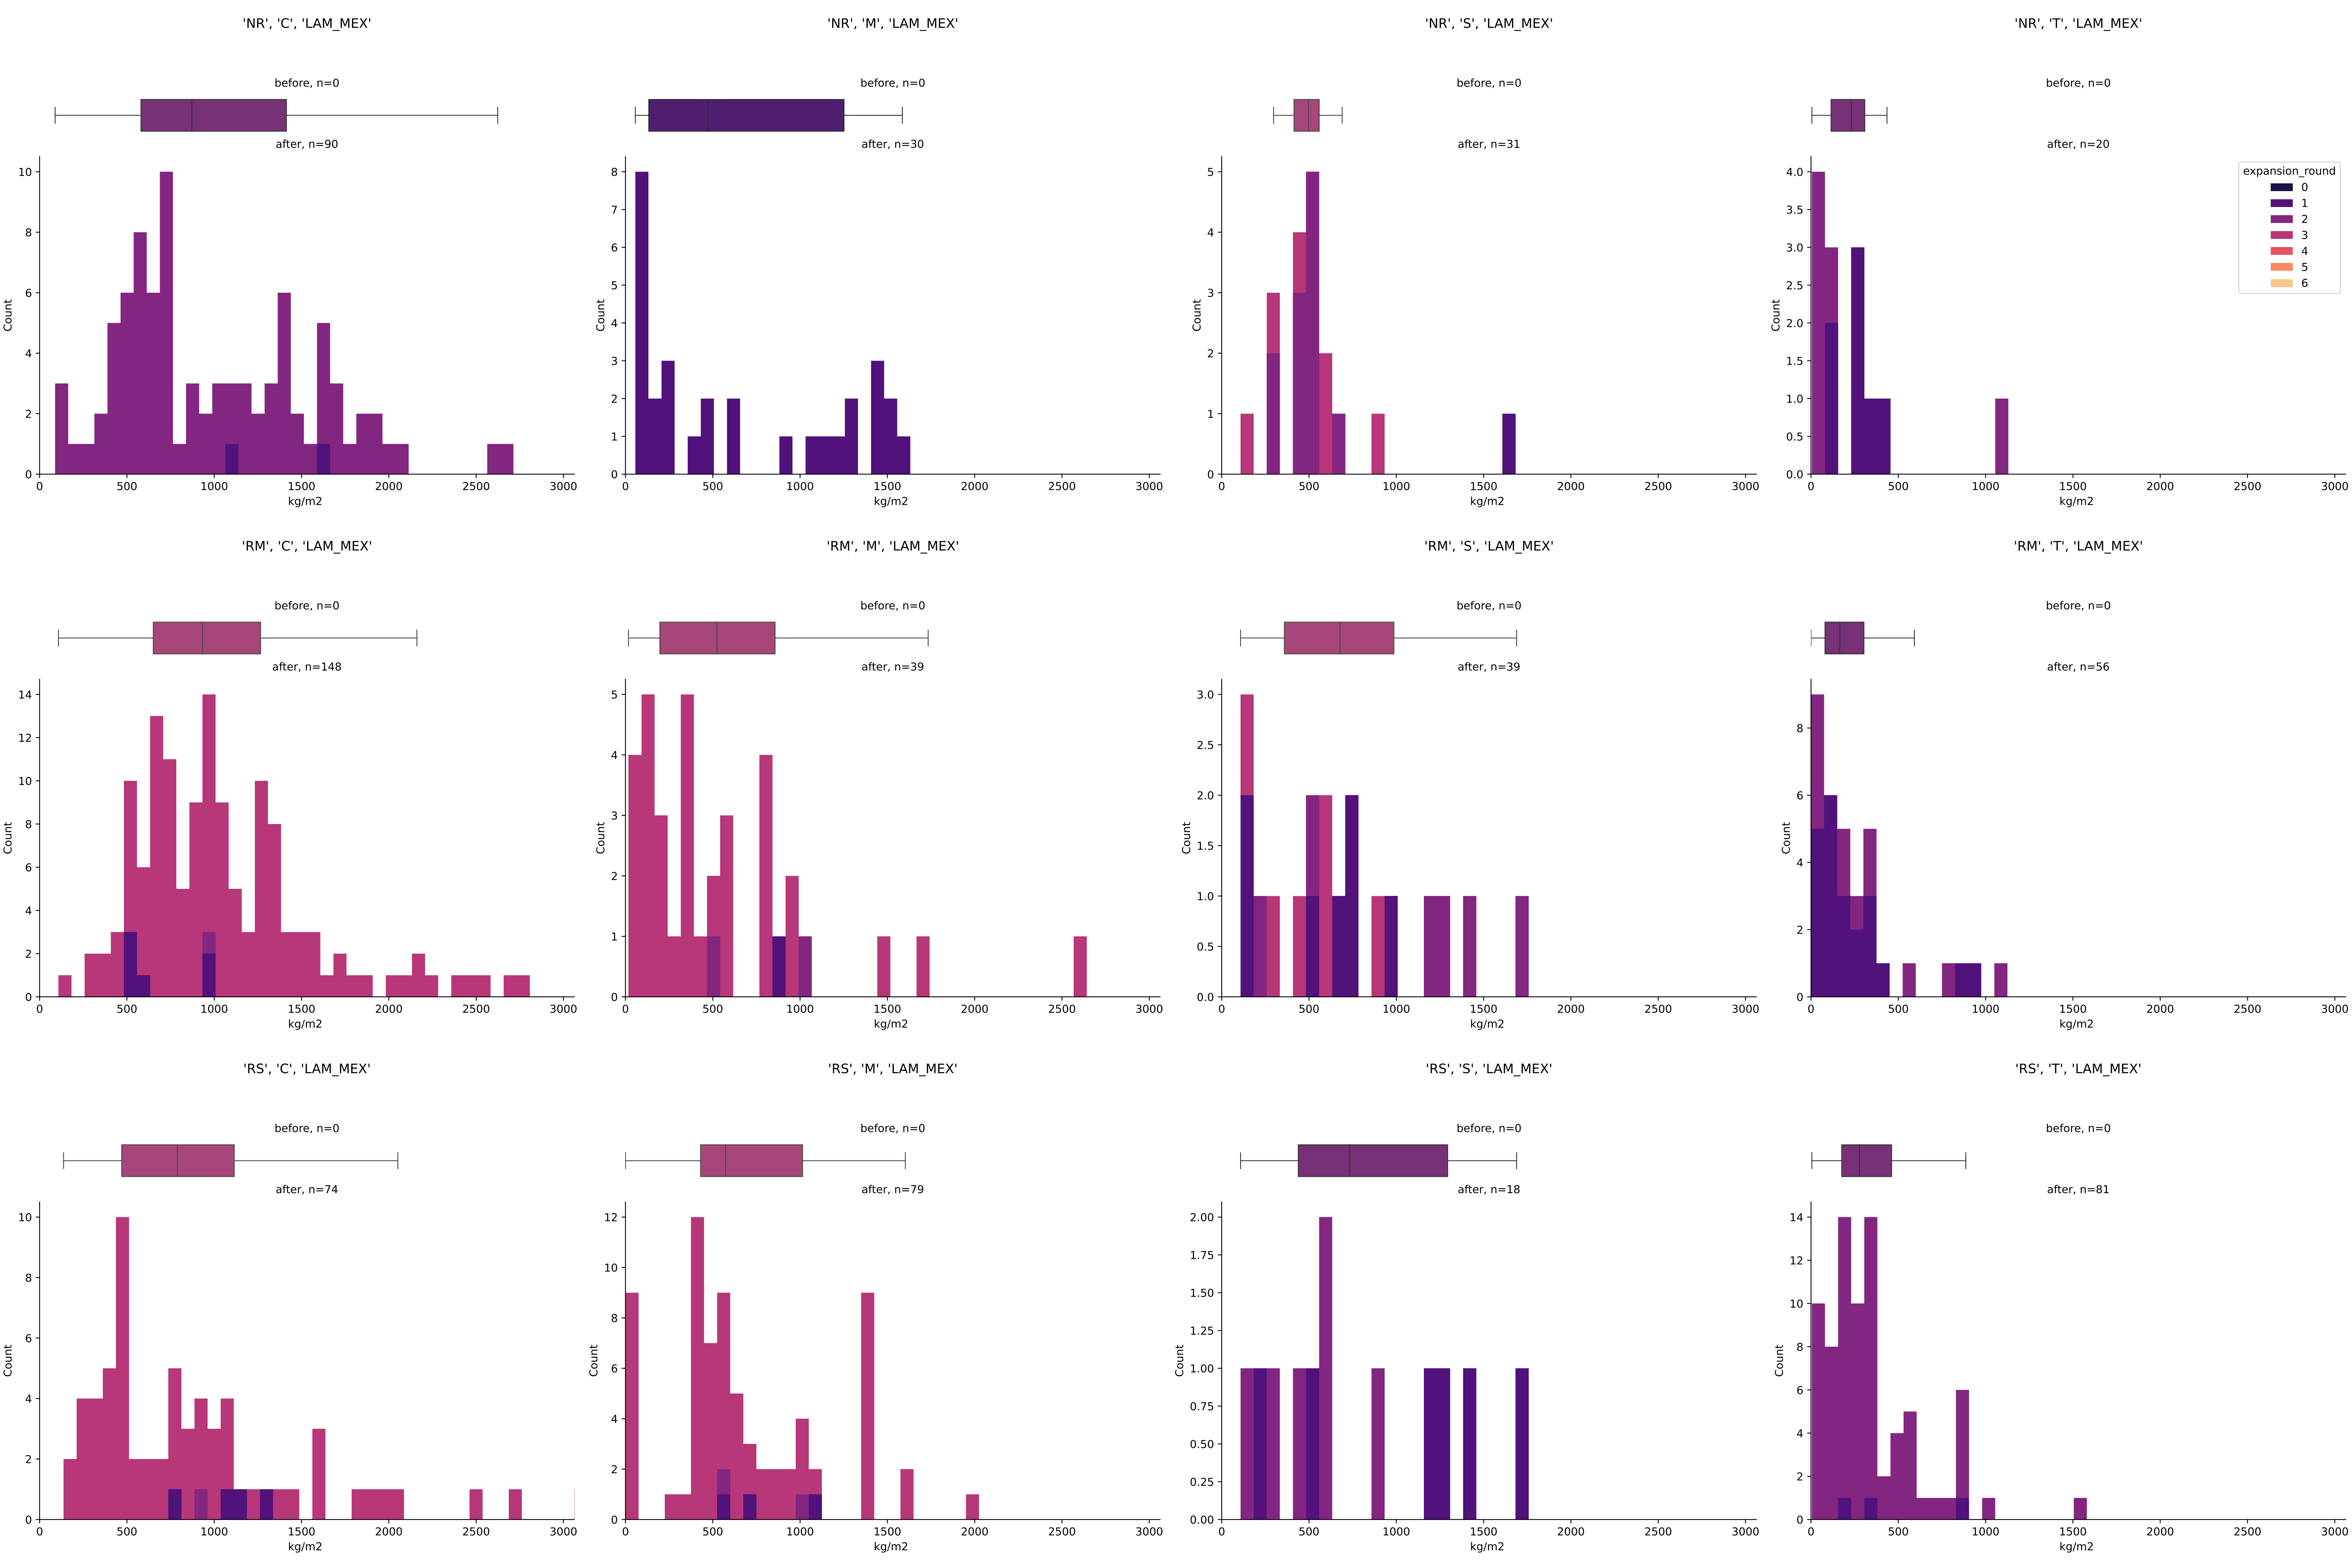 'NR', 'C', 'LAM_MEX'
before, n=0
after, n=90
Count
10
8
6
4
2
0
0 500 1000 1500 2000 2500 3000
kg/m2
'NR', 'M', 'LAM_MEX'
before, n=0
after, n=30
Count
8
7
6
5
4
3
2
1
0
0 500 1000 1500 2000 2500 3000
kg/m2
'NR', 'S', 'LAM_MEX'
before, n=0
after, n=31
Count
5
4
3
2
1
0
0 500 1000 1500 2000 2500 3000
kg/m2
'NR', 'T', 'LAM_MEX'
before, n=0
after, n=20
Count
4.0
3.5
3.0
2.5
2.0
1.5
1.0
0.5
0.0
0 500 1000 1500 2000 2500 3000
kg/m2
expansion_round
0
1
2
3
4
5
6
'RM', 'C', 'LAM_MEX'
before, n=0
after, n=148
Count
14
12
10
8
6
4
2
0
0 500 1000 1500 2000 2500 3000
kg/m2
'RM', 'M', 'LAM_MEX'
before, n=0
after, n=39
Count
5
4
3
2
1
0
0 500 1000 1500 2000 2500 3000
kg/m2
'RM', 'S', 'LAM_MEX'
before, n=0
after, n=39
Count
3.0
2.5
2.0
1.5
1.0
0.5
0.0
0 500 1000 1500 2000 2500 3000
kg/m2
'RM', 'T', 'LAM_MEX'
before, n=0
after, n=56
Count
8
6
4
2
0
0 500 1000 1500 2000 2500 3000
kg/m2
'RS', 'C', 'LAM_MEX'
before, n=0
after, n=74
Count
10
8
6
4
2
0
0 500 1000 1500 2000 2500 3000
kg/m2
'RS', 'M', 'LAM_MEX'
before, n=0
after, n=79
Count
12
10
8
6
4
2
0
0 500 1000 1500 2000 2500 3000
kg/m2
'RS', 'S', 'LAM_MEX'
before, n=0
after, n=18
Count
2.00
1.75
1.50
1.25
1.00
0.75
0.50
0.25
0.00
0 500 1000 1500 2000 2500 3000
kg/m2
'RS', 'T', 'LAM_MEX'
before, n=0
after, n=81
Count
14
12
10
8
6
4
2
0
0 500 1000 1500 2000 2500 3000
kg/m2